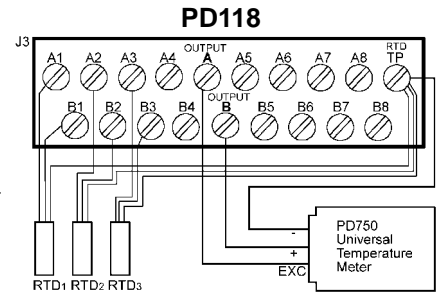 PD118
J3
OUTPUT
RTD
A1 A2 A3 A4 A A5 A6 A7 A8 TP
OUTPUT
B1 B2 B3 B4 B B5 B6 B7 B8
PD750
- Universal
+ Temperature
EXC Meter
RTD1 RTD2 RTD3